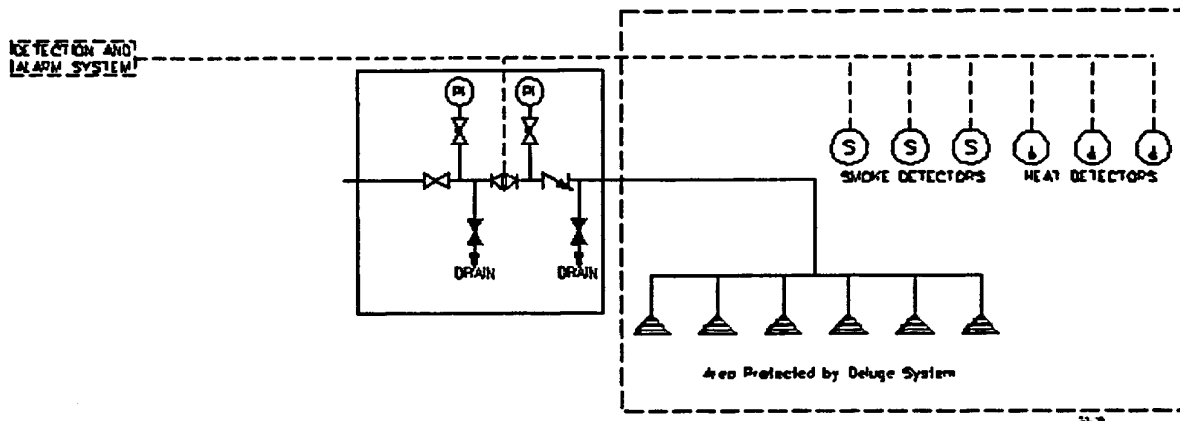 DETECTION AND
ALARM SYSTEM
PI PI
S S S
SMOKE DETECTORS HEAT DETECTORS
DRAIN DRAIN
Area Protected by Deluge System